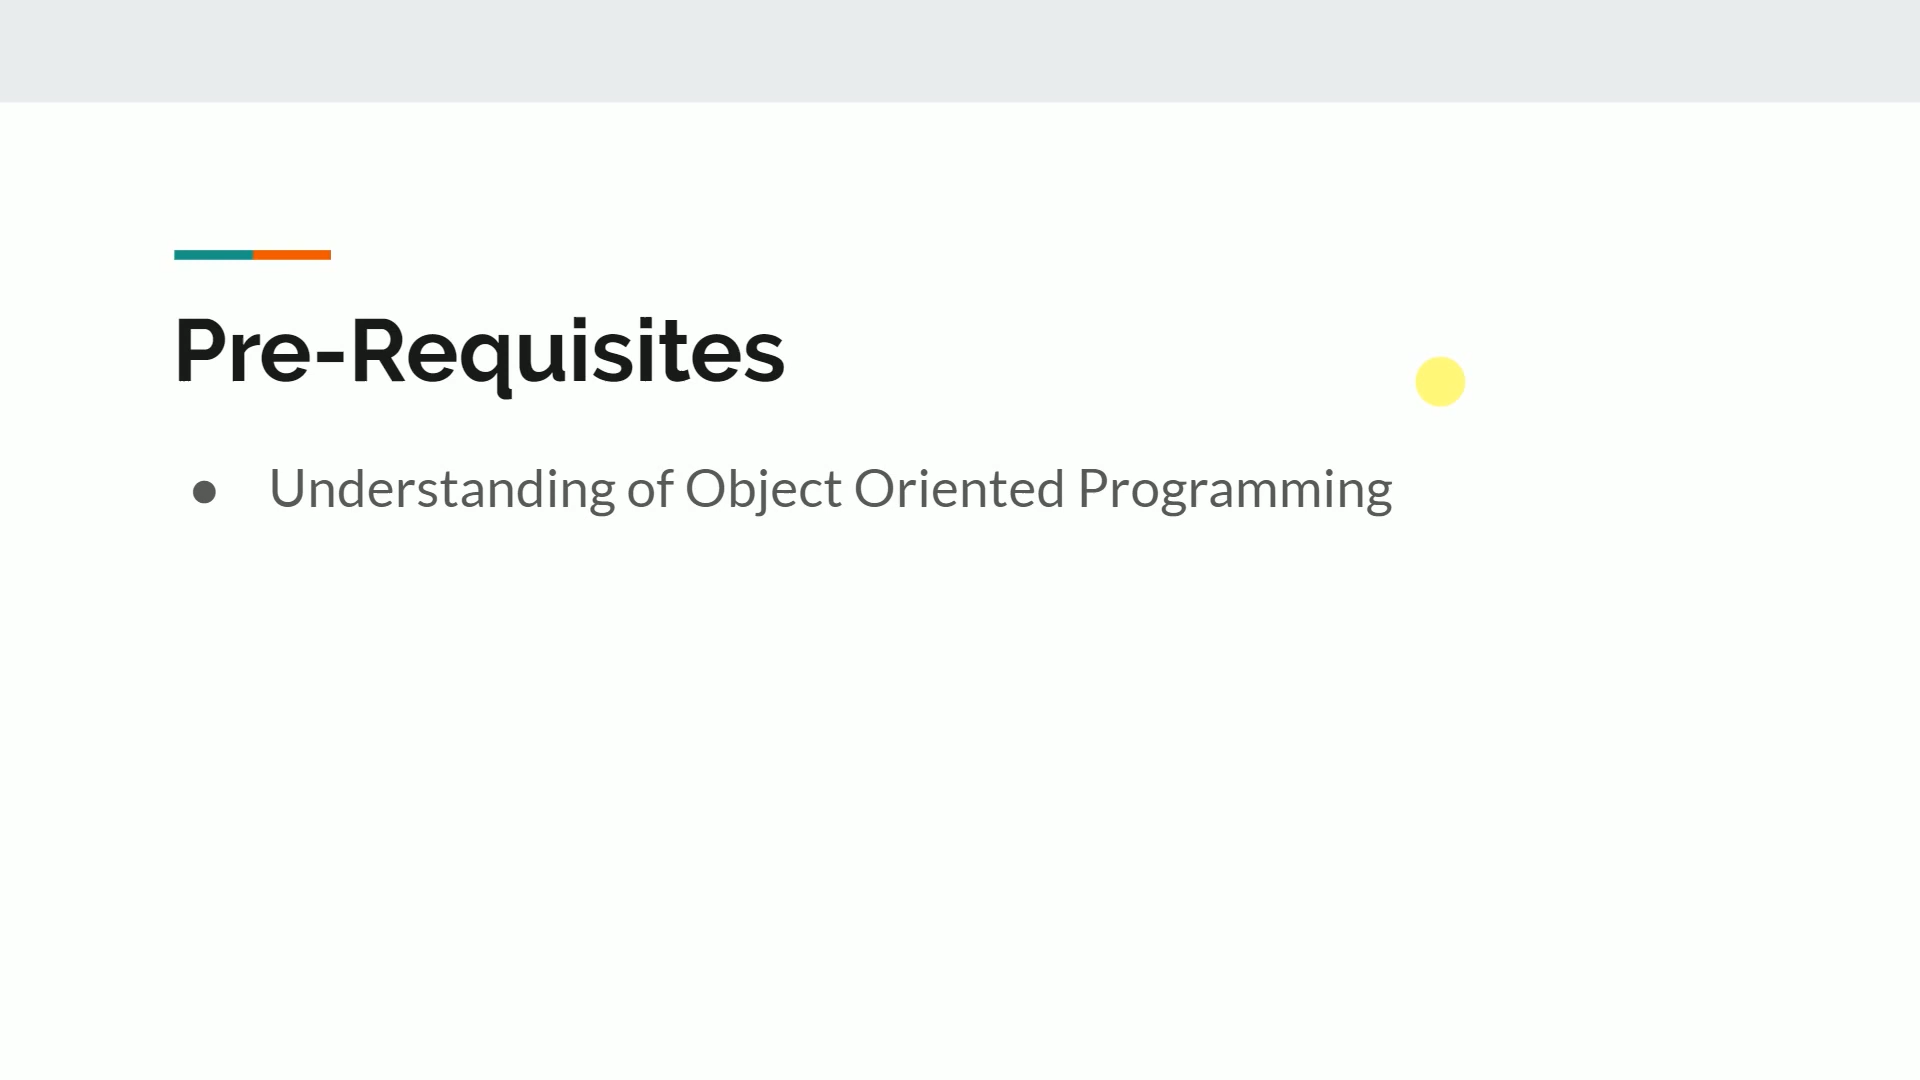 Pre-Requisites
● Understanding of Object Oriented Programming